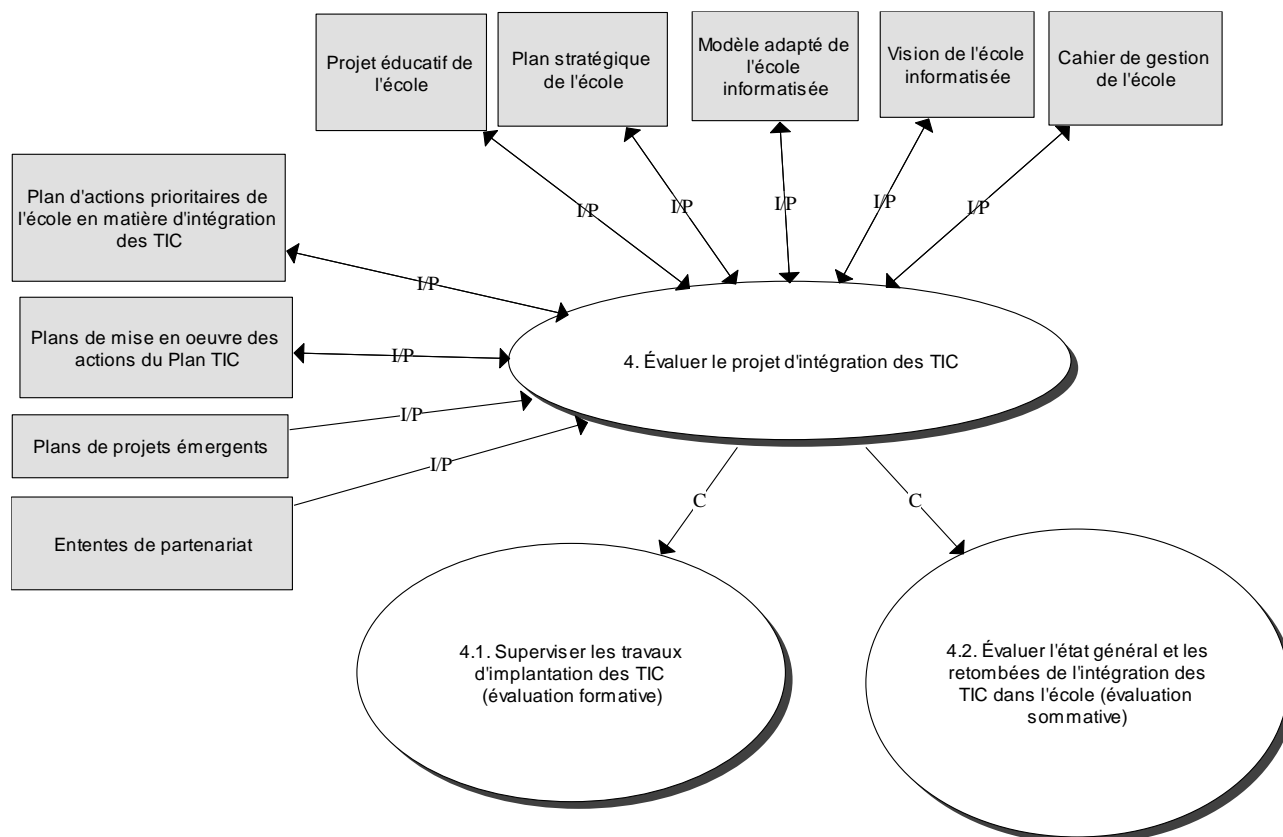 Projet éducatif de
l'école
Plan stratégique
de l'école
Modèle adapté de
l'école
informatisée
Vision de l'école
informatisée
Cahier de gestion
de l'école
I/P
I/P
I/P
I/P
I/P
Plan d'actions prioritaires de
l'école en matière d'intégration
des TIC
I/P
Plans de mise en oeuvre des
actions du Plan TIC
I/P
4. Évaluer le projet d'intégration des TIC
Plans de projets émergents
I/P
Ententes de partenariat
I/P
C
C
4.1. Superviser les travaux
d'implantation des TIC
(évaluation formative)
4.2. Évaluer l'état général et les
retombées de l'intégration des
TIC dans l'école (évaluation
sommative)